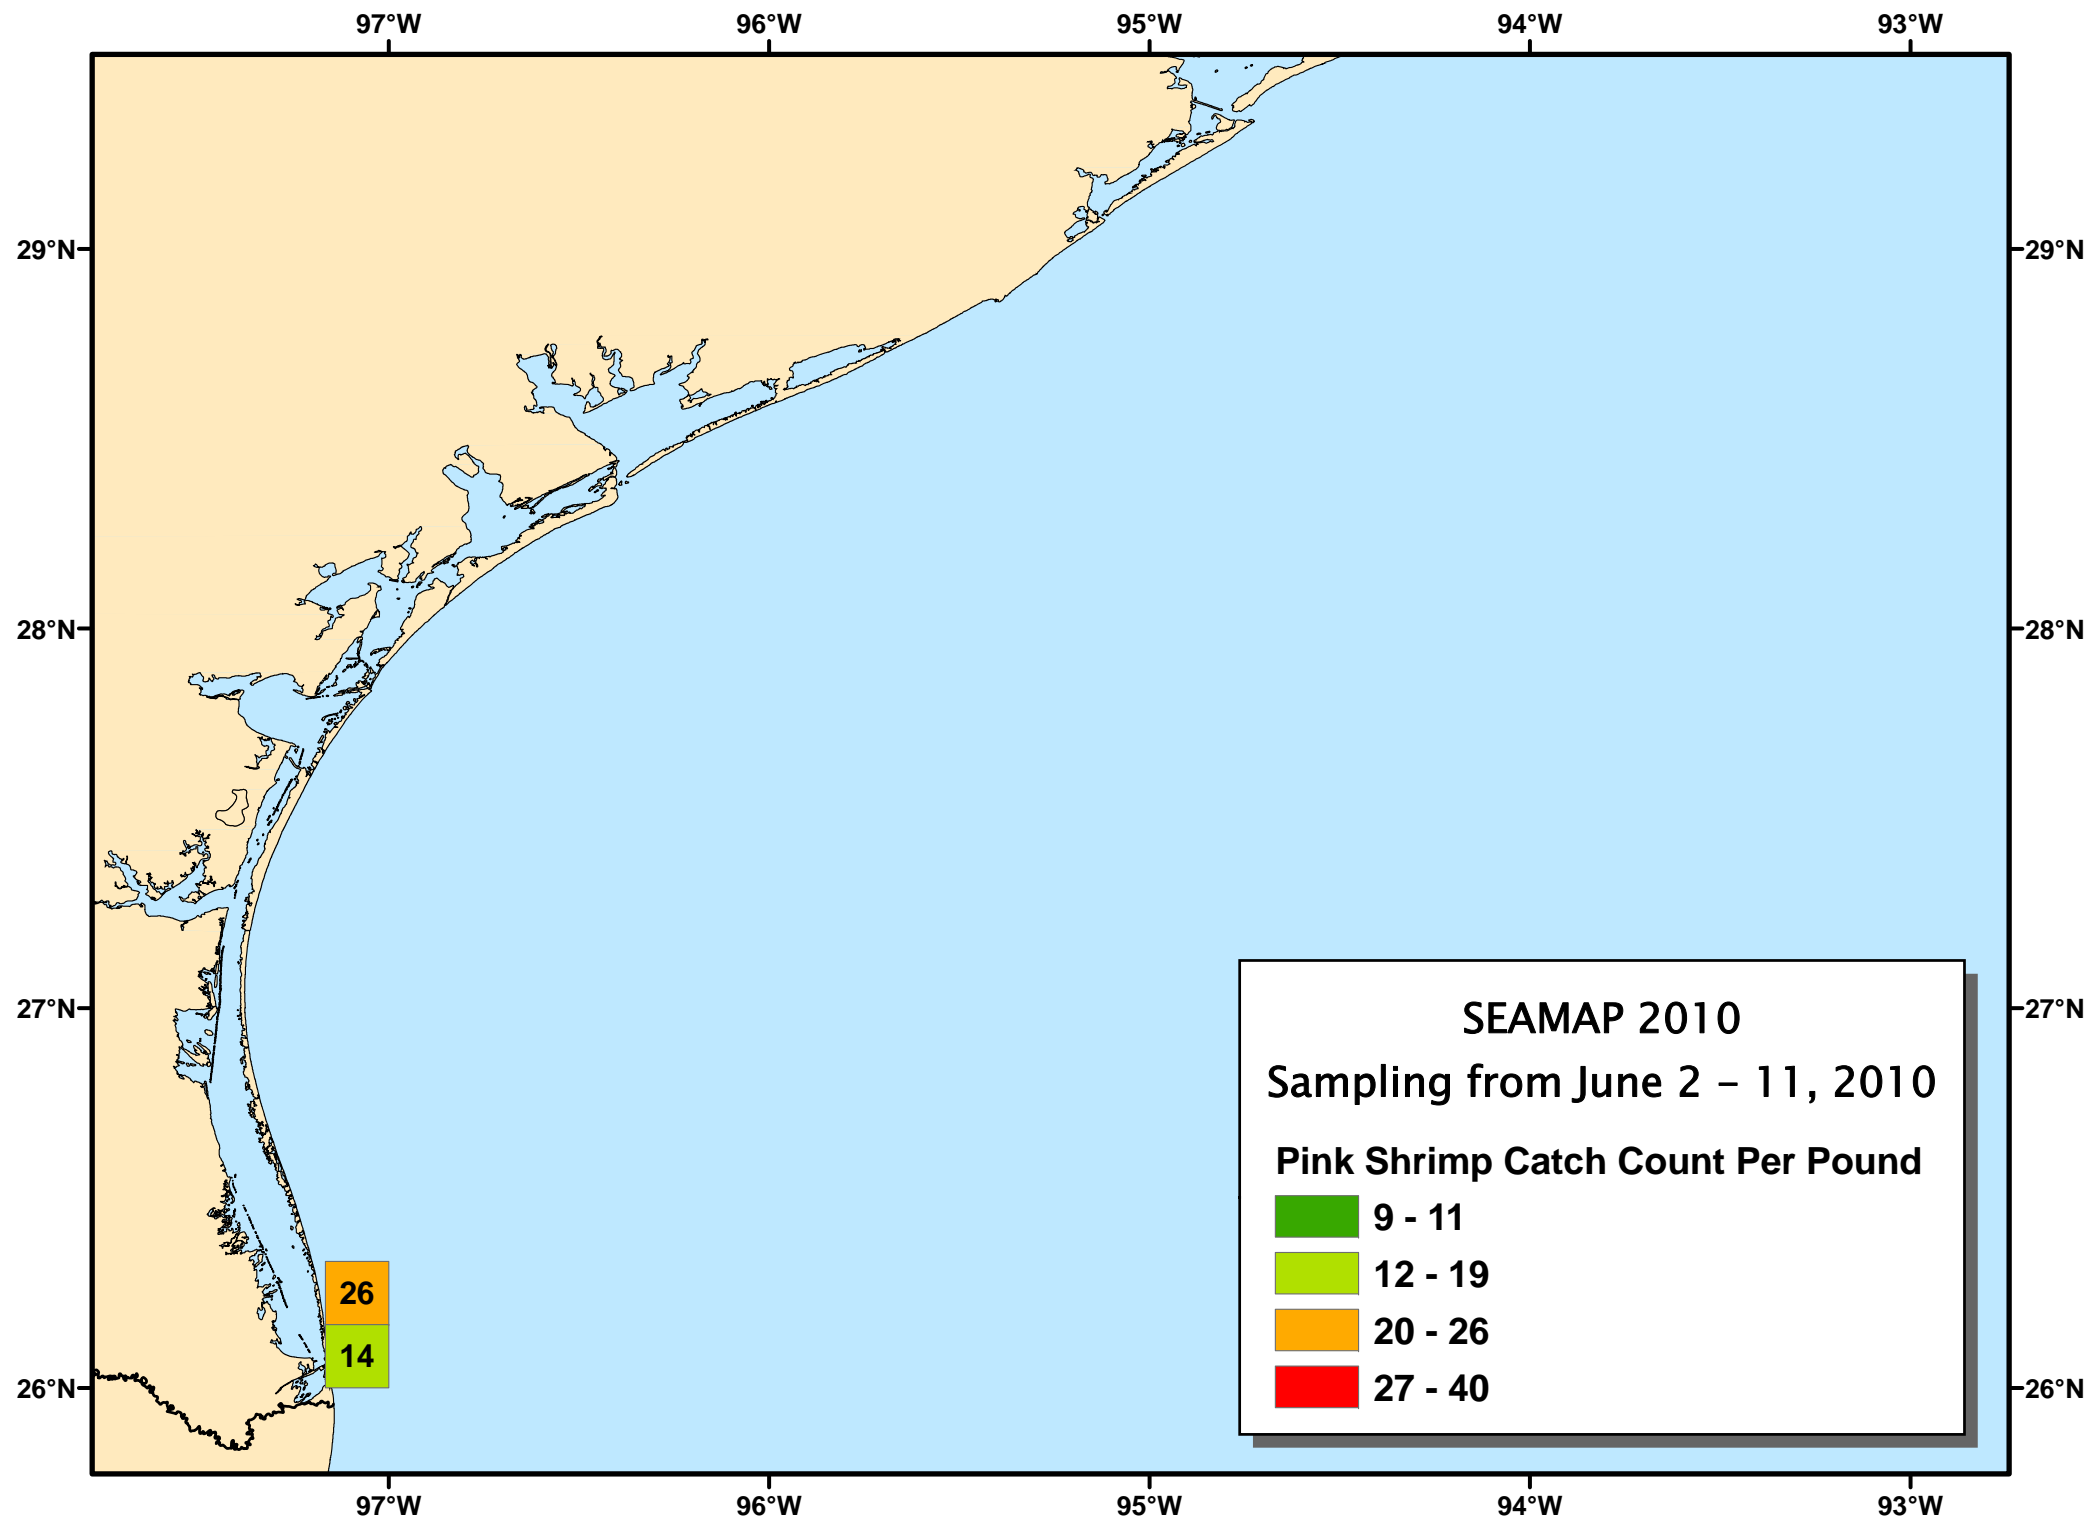 97°W 96°W 95°W 94°W 93°W
29°N 29°N
28°N 28°N
27°N 27°N
SEAMAP 2010
Sampling from June 2 – 11, 2010
Pink Shrimp Catch Count Per Pound
9 - 11
12 - 19
20 - 26
27 - 40
26
14
26°N 26°N
97°W 96°W 95°W 94°W 93°W